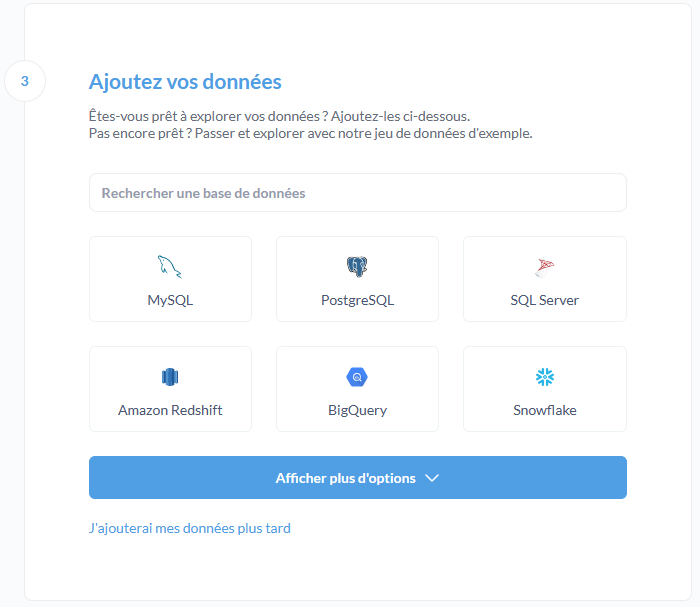 3
Ajoutez vos données
Êtes-vous prêt à explorer vos données ? Ajoutez-les ci-dessous.
Pas encore prêt ? Passer et explorer avec notre jeu de données d'exemple.
Rechercher une base de données
MySQL
PostgreSQL
SQL Server
Amazon Redshift
BigQuery
Snowflake
Afficher plus d'options
J'ajouterai mes données plus tard